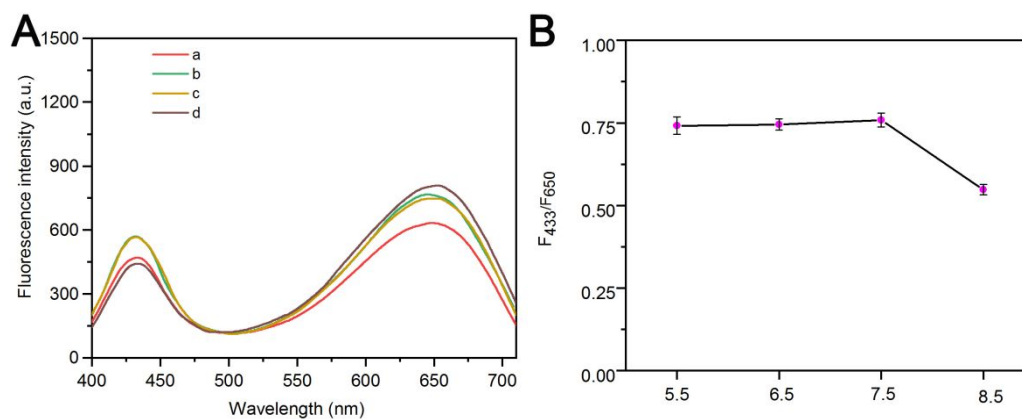 A
1500
1200
900
600
300
0
Fluorescence intensity (a.u.)
a
b
c
d
400 450 500 550 600 650 700
Wavelength (nm)
B
1.00
0.75
0.50
0.25
0.00
F433/F650
5.5 6.5 7.5 8.5